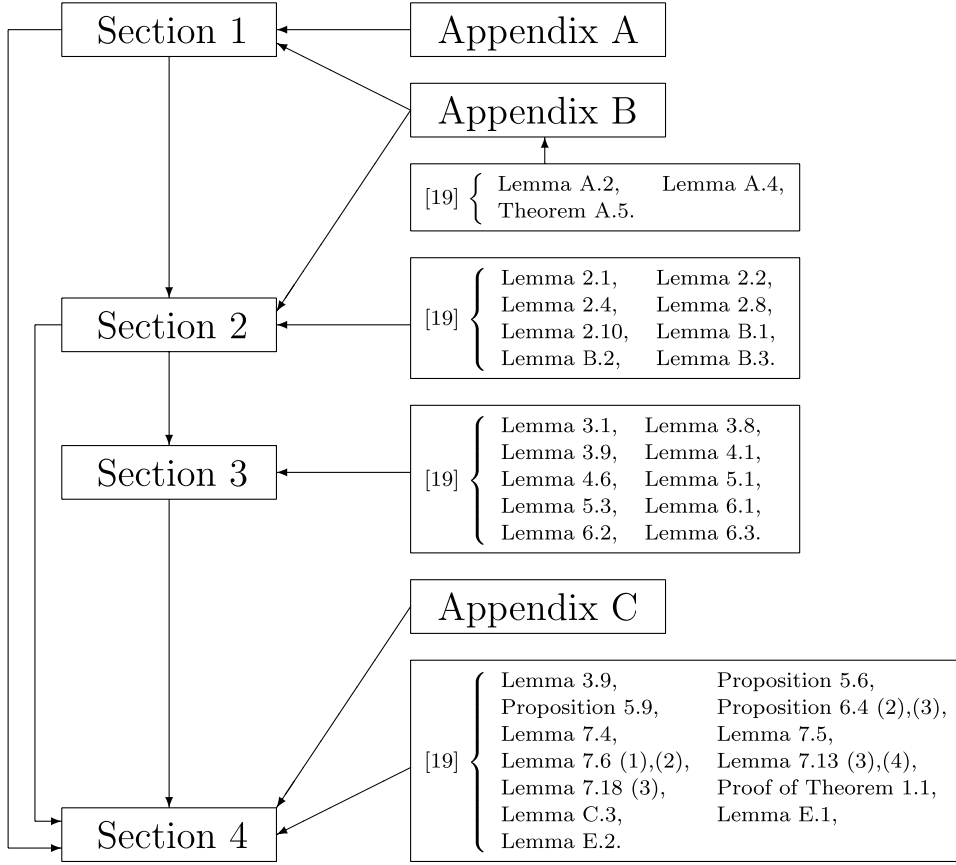 Section 1
Appendix A
Appendix B
[19] { Lemma A.2, Lemma A.4,
Theorem A.5.
Section 2
[19] { Lemma 2.1, Lemma 2.2,
Lemma 2.4, Lemma 2.8,
Lemma 2.10, Lemma B.1,
Lemma B.2, Lemma B.3.
Section 3
[19] { Lemma 3.1, Lemma 3.8,
Lemma 3.9, Lemma 4.1,
Lemma 4.6, Lemma 5.1,
Lemma 5.3, Lemma 6.1,
Lemma 6.2, Lemma 6.3.
Appendix C
[19] { Lemma 3.9, Proposition 5.6,
Proposition 5.9, Proposition 6.4 (2),(3),
Lemma 7.4, Lemma 7.5,
Lemma 7.6 (1),(2), Lemma 7.13 (3),(4),
Lemma 7.18 (3), Proof of Theorem 1.1,
Lemma C.3, Lemma E.1,
Lemma E.2.
Section 4